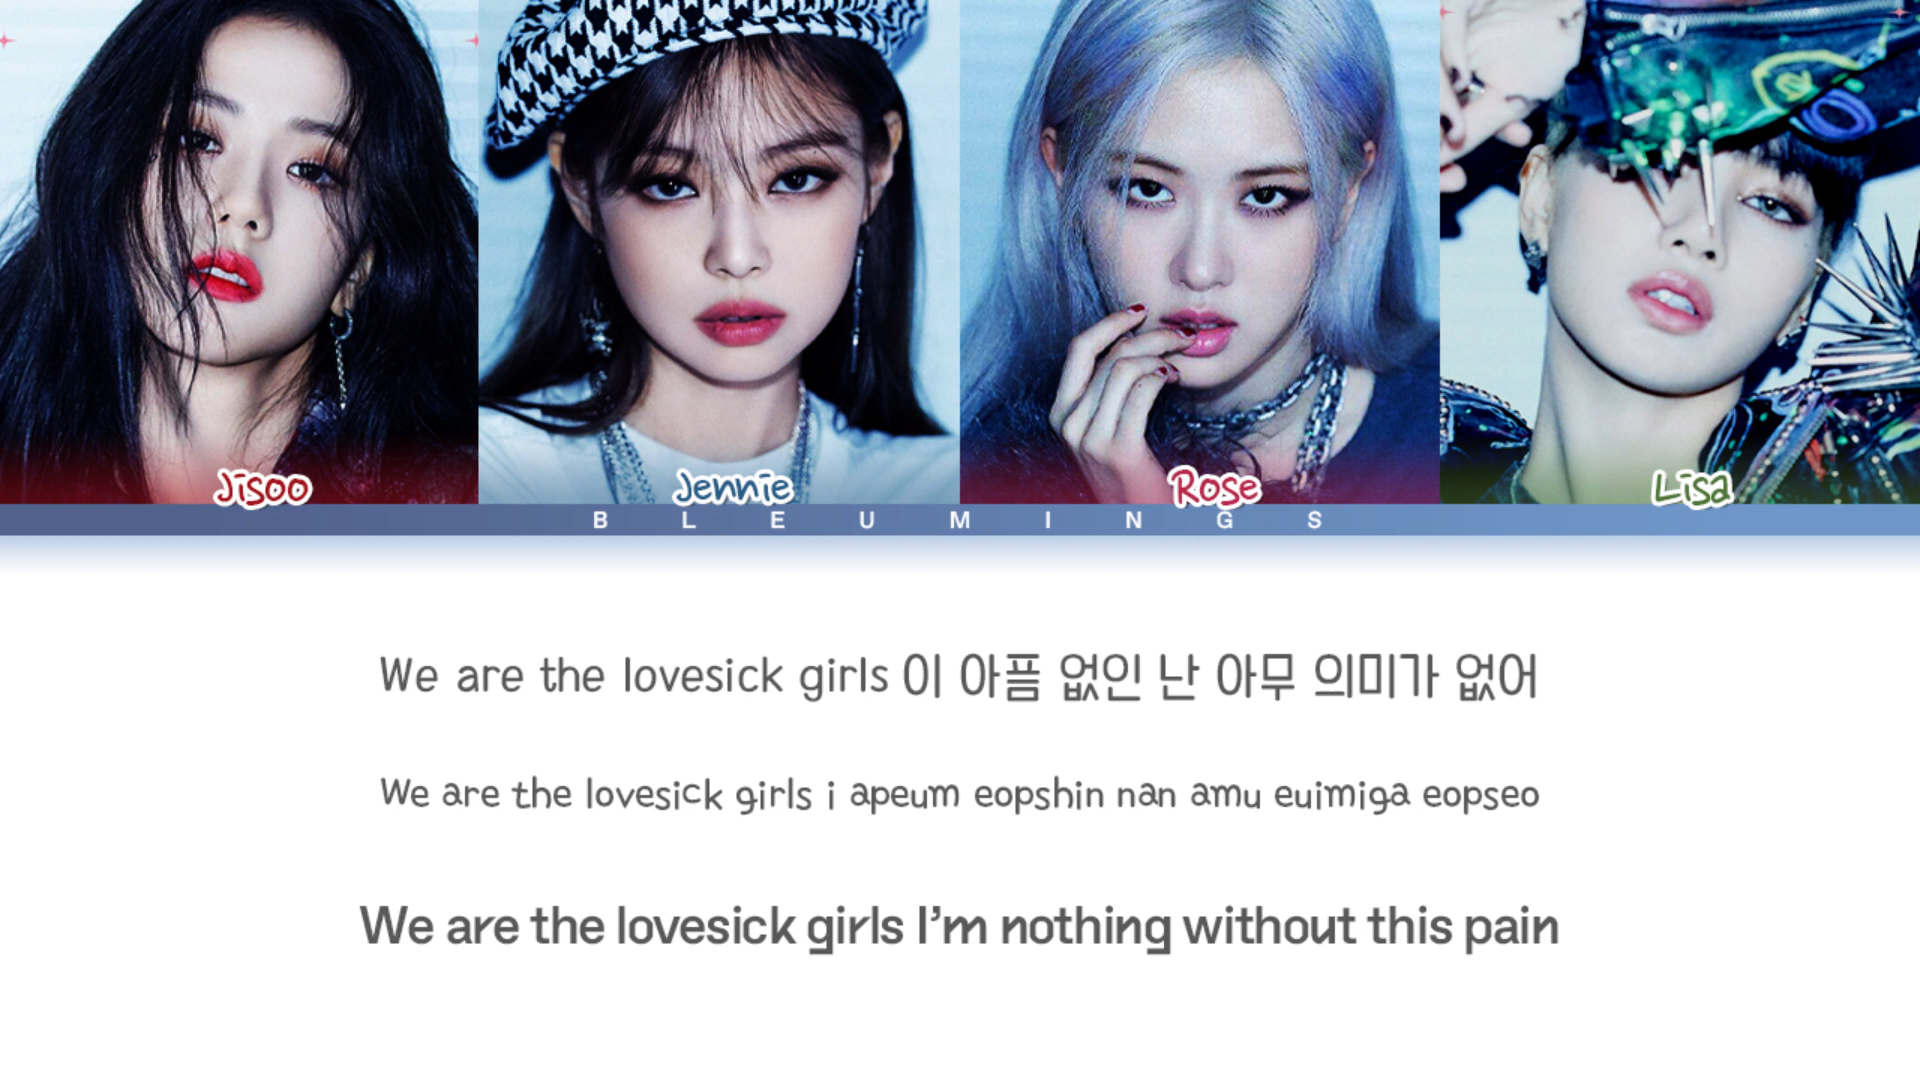 Jisoo
Jennie
Rose
Lisa
BLEUMINGS
We are the lovesick girls 이 아픔 없인 난 아무 의미가 없어
We are the lovesick girls i apeum eopshin nan amu euimiga eopseo
We are the lovesick girls I’m nothing without this pain